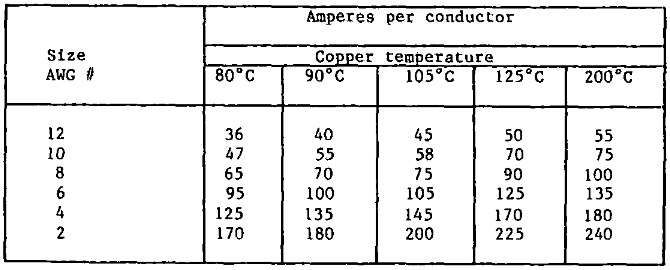 Amperes per conductor
Size
AWG #
Copper temperature
80°C 90°C 105°C 125°C 200°C
12 36 40 45 50 55
10 47 55 58 70 75
8 65 70 75 90 100
6 95 100 105 125 135
4 125 135 145 170 180
2 170 180 200 225 240